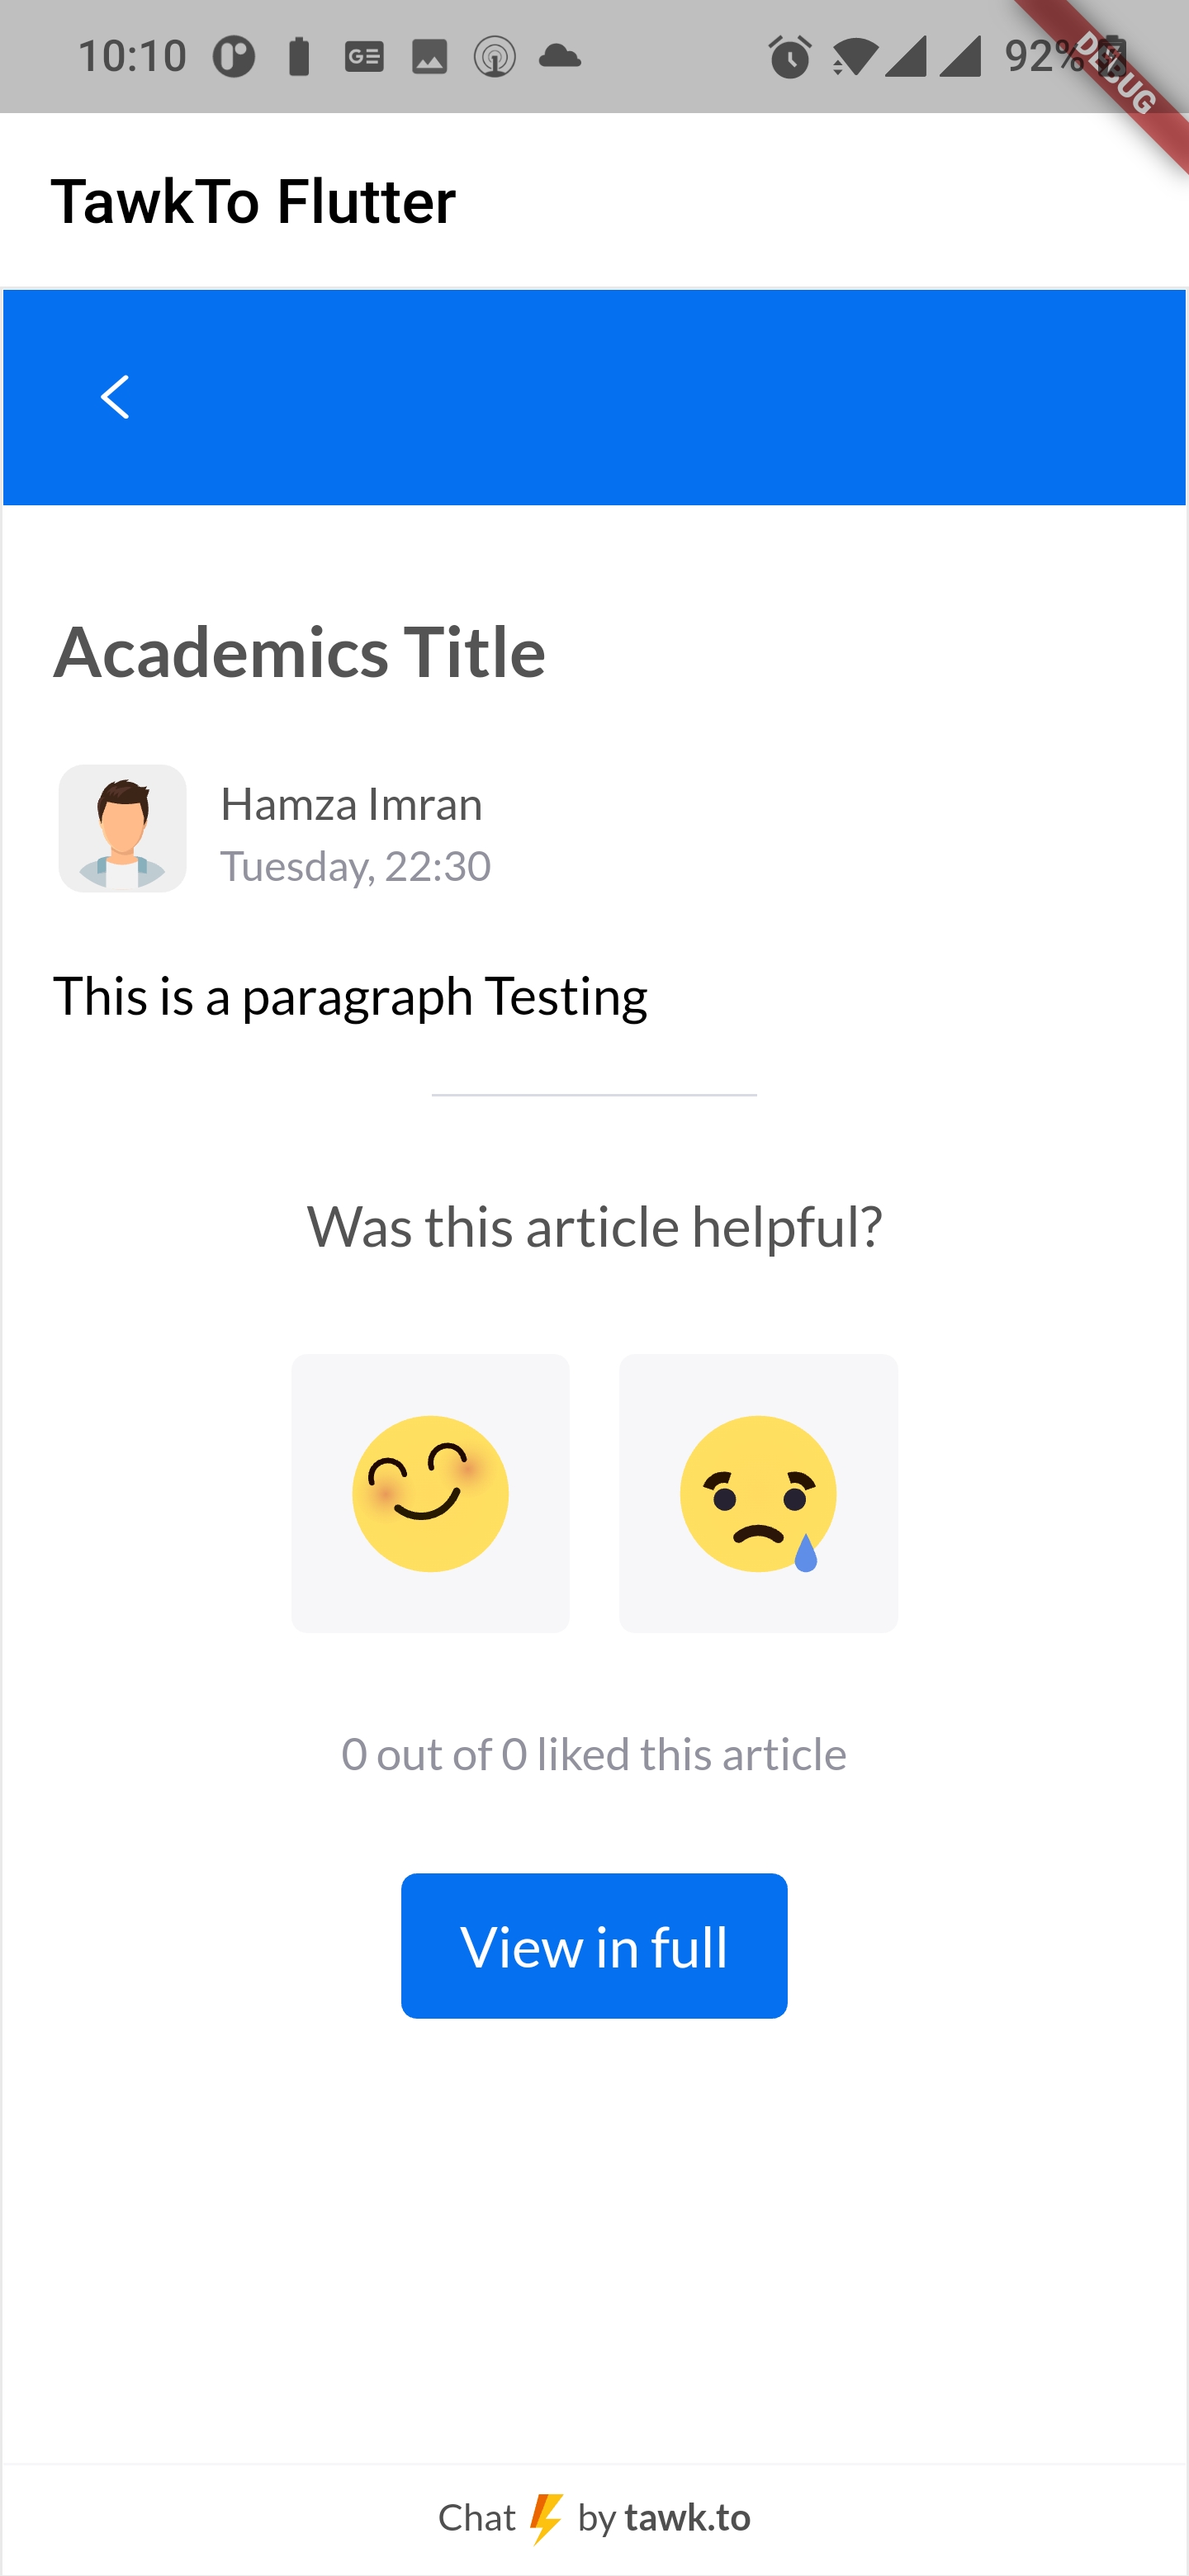 10:10 GE 92%
DEBUG
TawkTo Flutter
Academics Title
Hamza Imran
Tuesday, 22:30
This is a paragraph Testing
Was this article helpful?
0 out of 0 liked this article
View in full
Chat by tawk.to